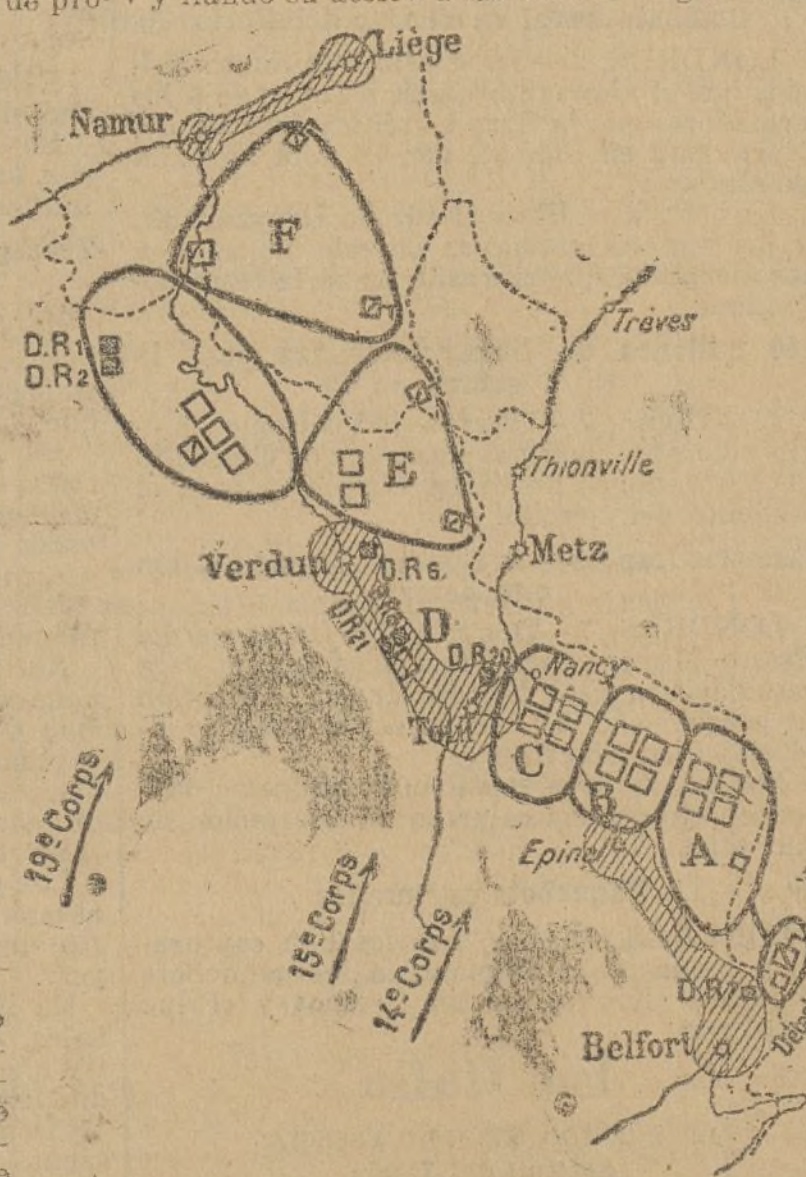 Liège
Namur
F
Trèves
D.R1
D.R2
E
Thionville
Metz
Verdun
D.R6.
D
D.R21
D.R20
Nancy
Toul
C
B
A
Epinal
19e Corps
15e Corps
14e Corps
Belfort